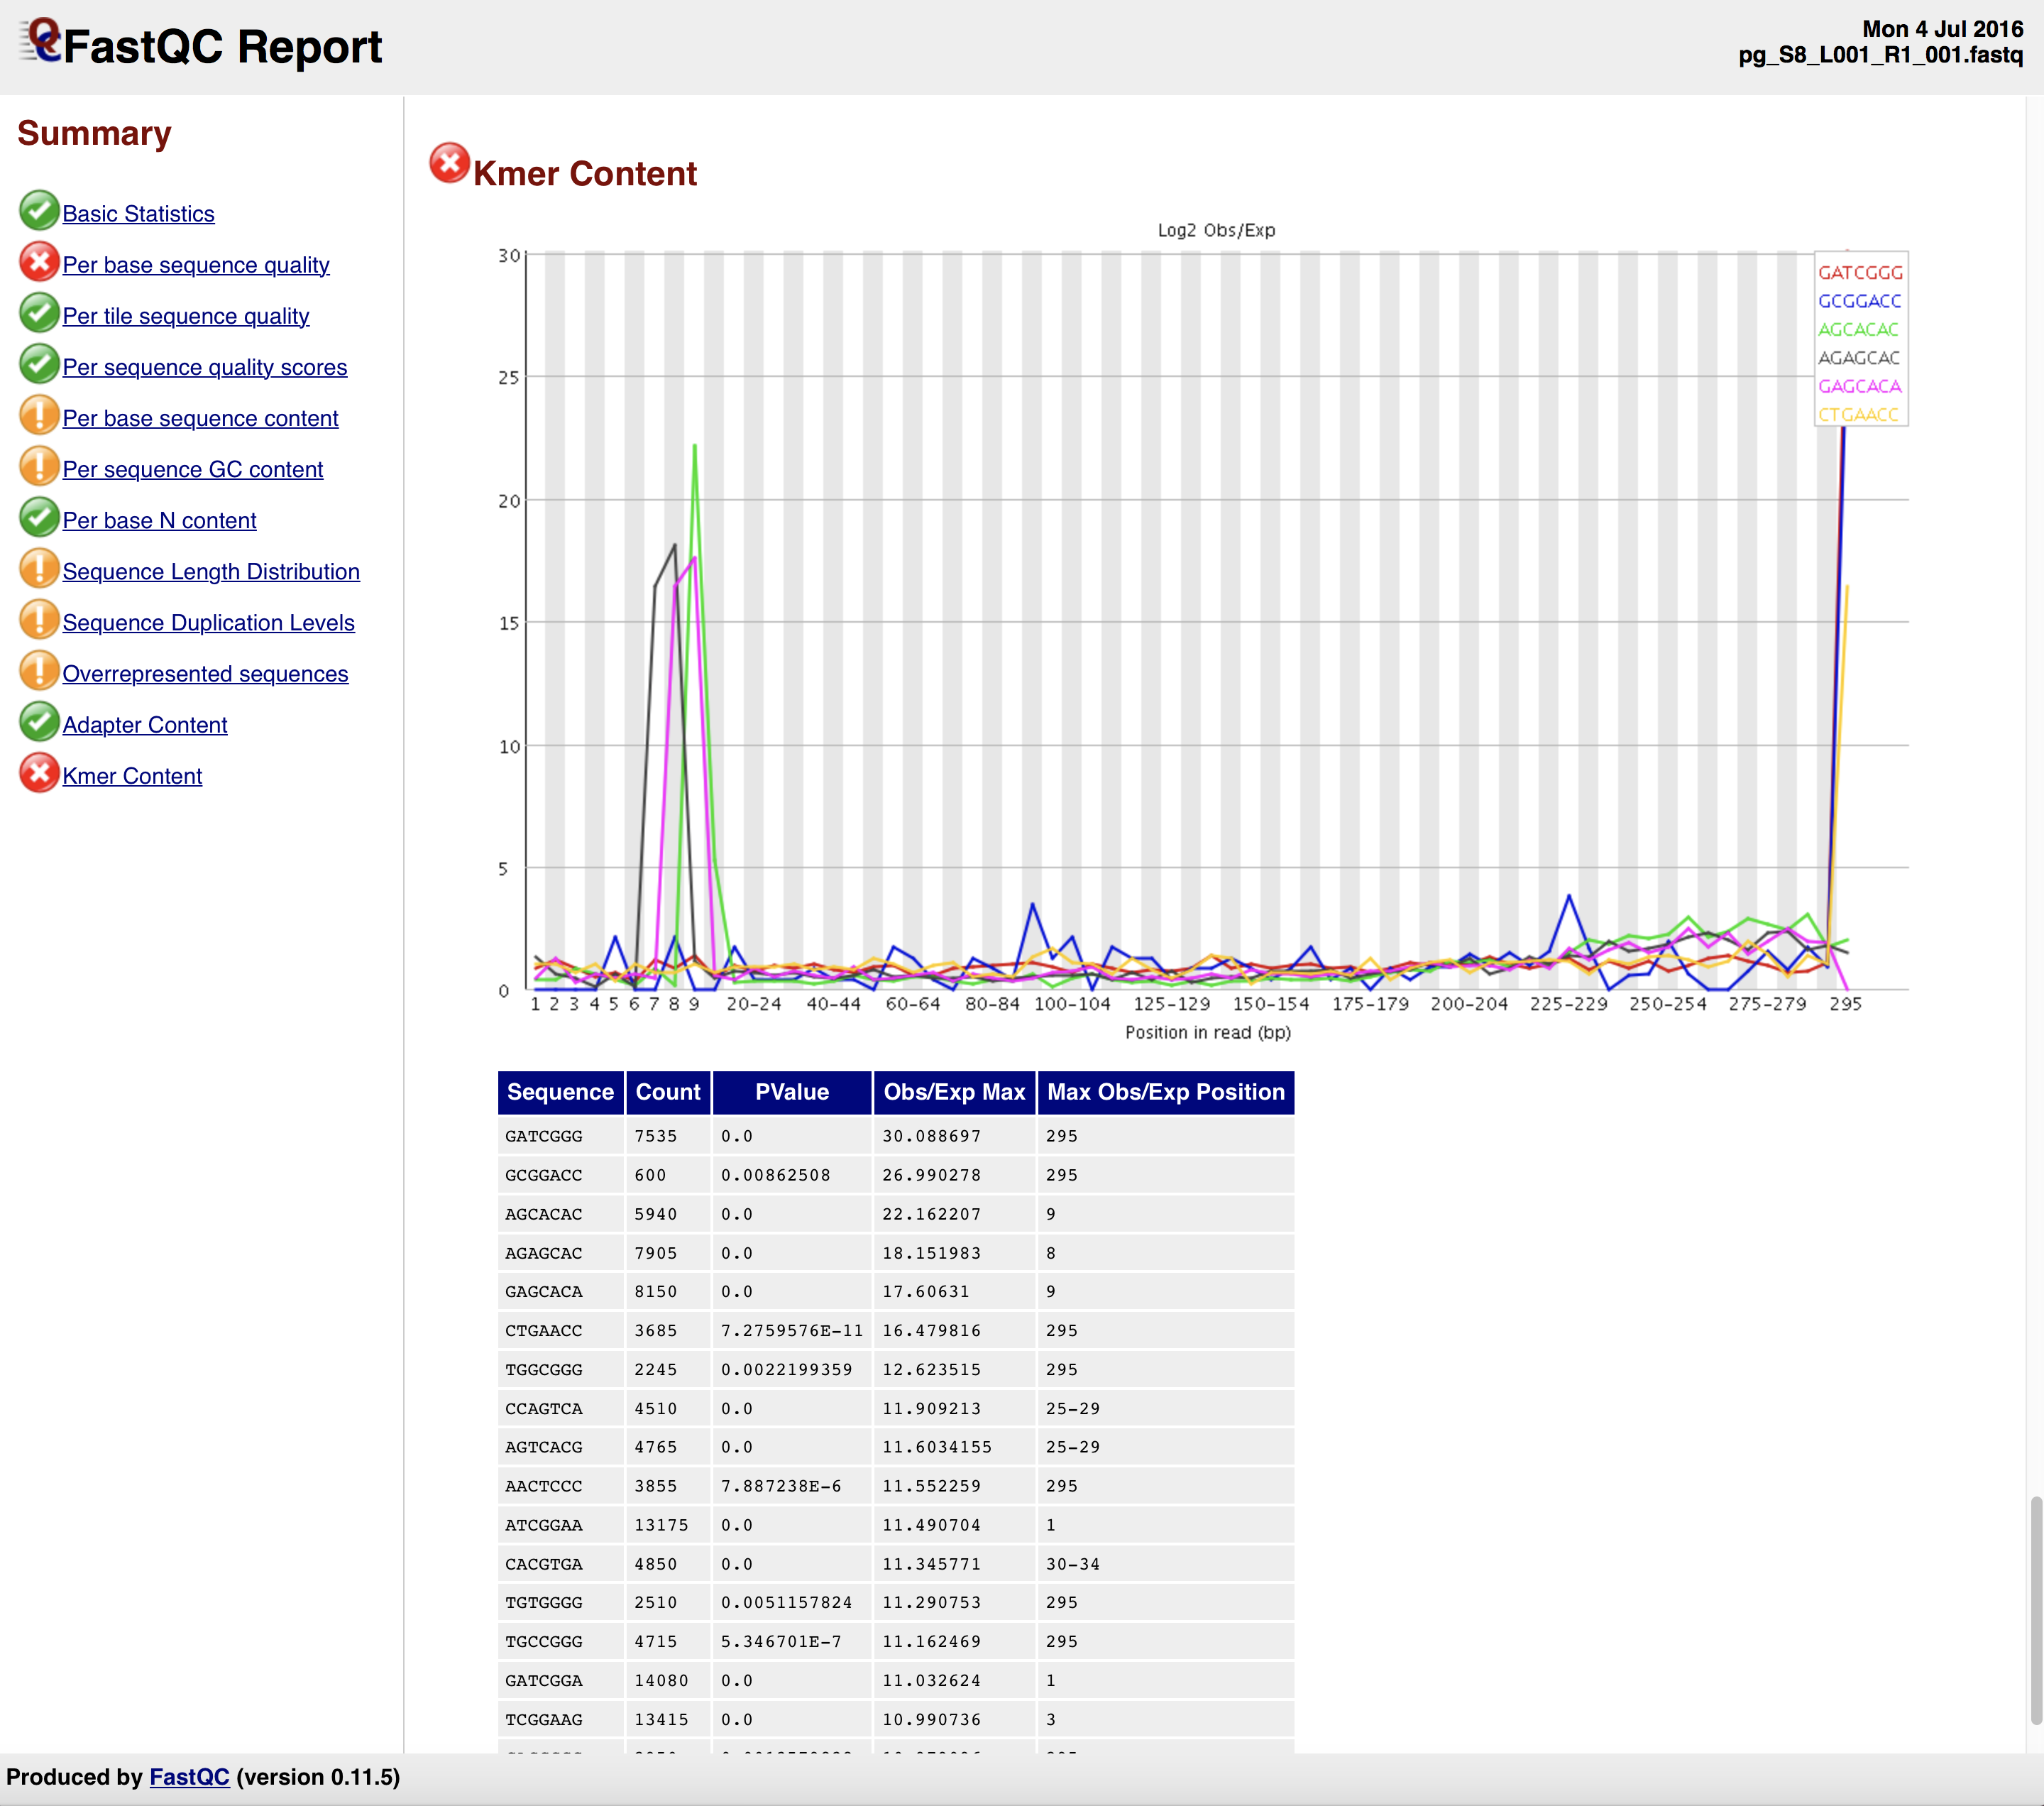 FastQC Report
Mon 4 Jul 2016
pg_S8_L001_R1_001.fastq
Summary
Basic Statistics
Per base sequence quality
Per tile sequence quality
Per sequence quality scores
Per base sequence content
Per sequence GC content
Per base N content
Sequence Length Distribution
Sequence Duplication Levels
Overrepresented sequences
Adapter Content
Kmer Content
Kmer Content
Log2 Obs/Exp
30
25
20
15
10
5
0
GATCGGG
GCGGACC
AGCACAC
AGAGCAC
GAGCACA
CTGAACC
1 2 3 4 5 6 7 8 9 20-24 40-44 60-64 80-84 100-104 125-129 150-154 175-179 200-204 225-229 250-254 275-279 295
Position in read (bp)
Sequence Count PValue Obs/Exp Max Max Obs/Exp Position
GATCGGG 7535 0.0 30.088697 295
GCGGACC 600 0.00862508 26.990278 295
AGCACAC 5940 0.0 22.162207 9
AGAGCAC 7905 0.0 18.151983 8
GAGCACA 8150 0.0 17.60631 9
CTGAACC 3685 7.2759576E-11 16.479816 295
TGGCGGG 2245 0.0022199359 12.623515 295
CCAGTCA 4510 0.0 11.909213 25-29
AGTCACG 4765 0.0 11.6034155 25-29
AACTCCC 3855 7.887238E-6 11.552259 295
ATCGGAA 13175 0.0 11.490704 1
CACGTGA 4850 0.0 11.345771 30-34
TGTGGGG 2510 0.0051157824 11.290753 295
TGCCGGG 4715 5.346701E-7 11.162469 295
GATCGGA 14080 0.0 11.032624 1
TCGGAAG 13415 0.0 10.990736 3
Produced by FastQC (version 0.11.5)